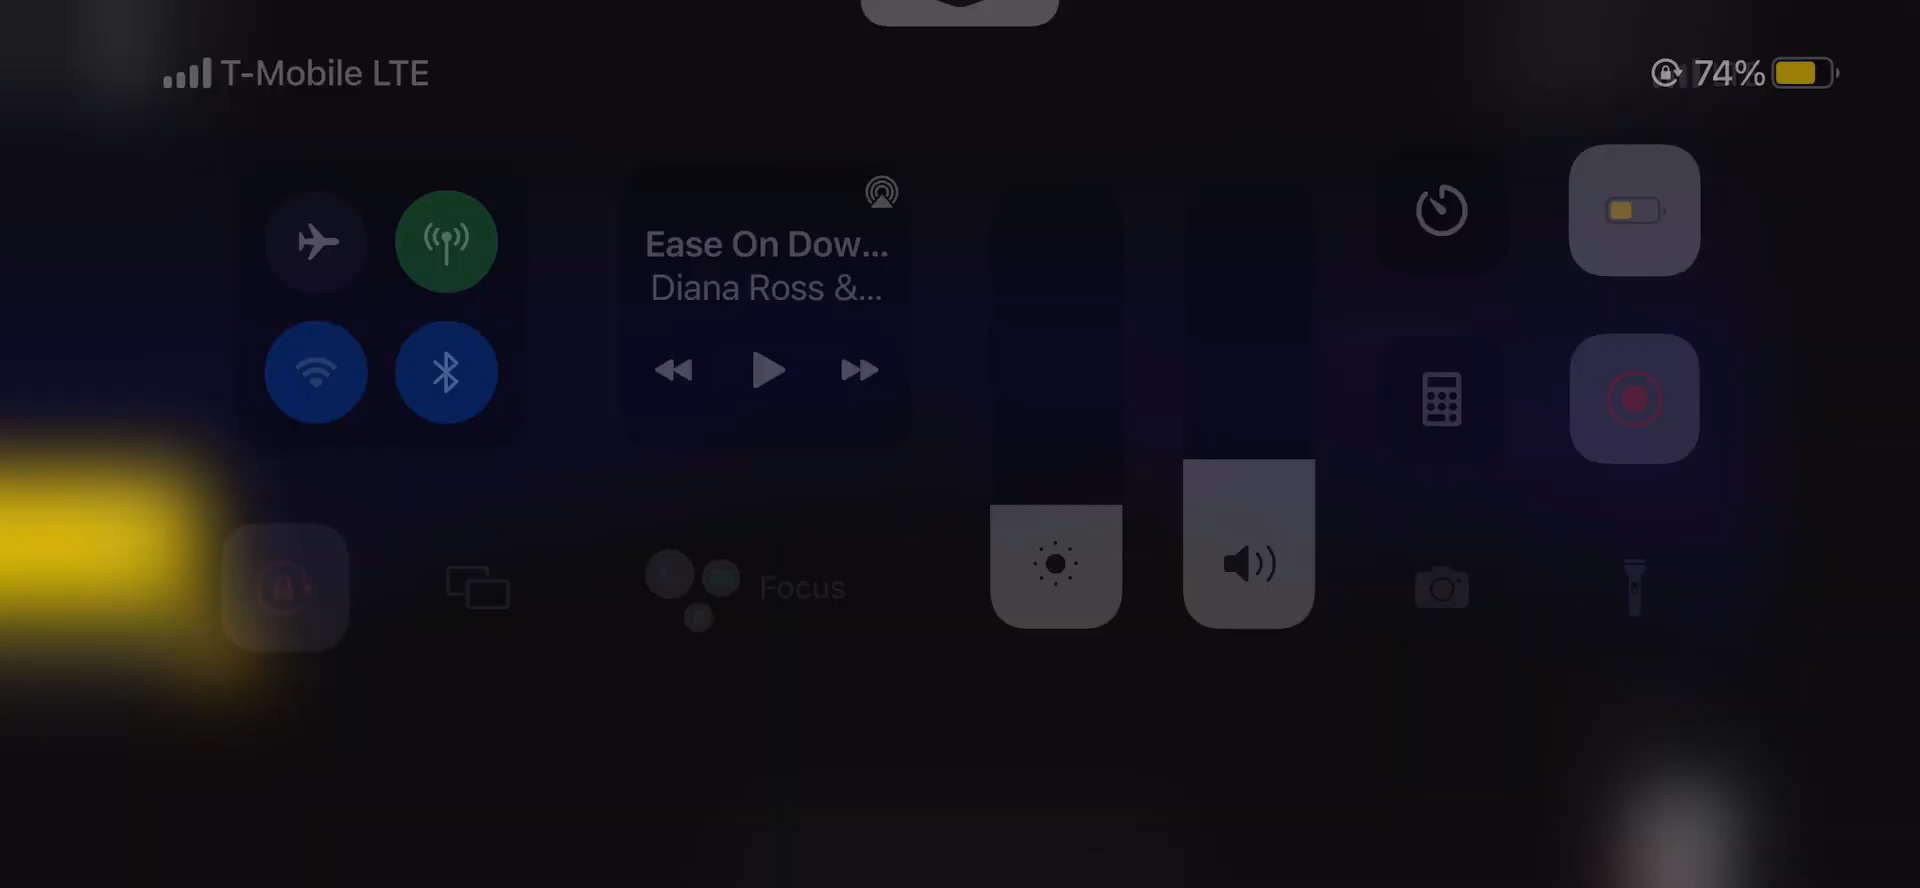 T-Mobile LTE
74%
Ease On Dow...
Diana Ross &...
Focus